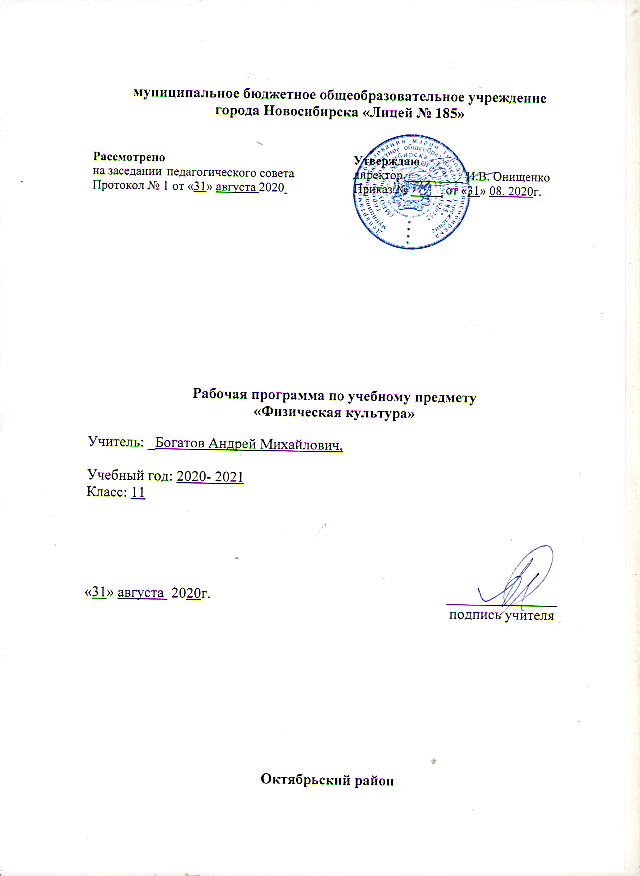 муниципальное бюджетное общеобразовательное учреждение
города Новосибирска «Лицей № 185»
Рассмотрено
на заседании педагогического совета
Протокол № 1 от «31» августа 2020
Утверждаю
директор И.В. Онищенко
Приказ № от «31» 08. 2020г.
Рабочая программа по учебному предмету
«Физическая культура»
Учитель: Богатов Андрей Михайлович,
Учебный год: 2020- 2021
Класс: 11
«31» августа 2020г.
подпись учителя
Октябрьский район